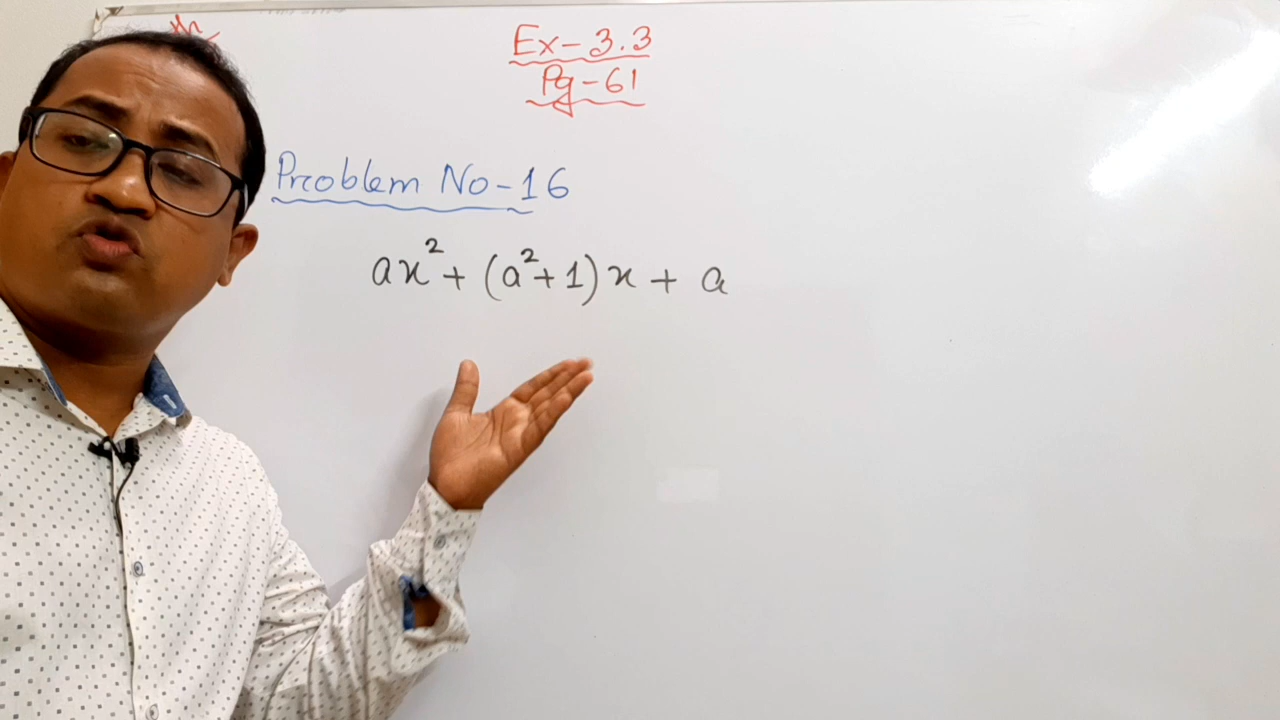 Ex-3.3
Pg-61
Problem No-16
ax² + (a²+1)x + a